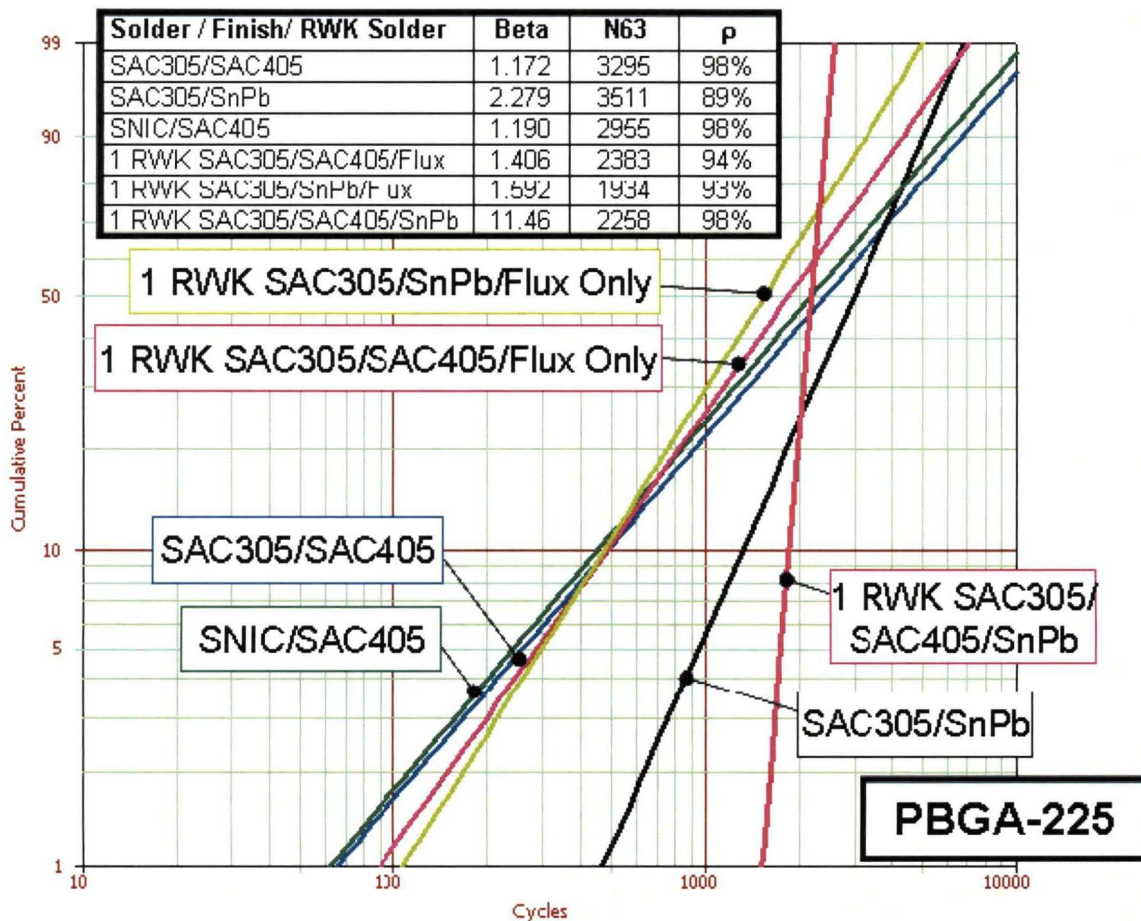 Solder / Finish/ RWK Solder Beta N63 ρ
SAC305/SAC405 1.172 3295 98%
SAC305/SnPb 2.279 3511 89%
SNIC/SAC405 1.190 2955 98%
1 RWK SAC305/SAC405/Flux 1.406 2383 94%
1 RWK SAC305/SnPb/Flux 1.592 1934 93%
1 RWK SAC305/SAC405/SnPb 11.46 2258 98%
99
90
50
10
5
1
Cumulative Percent
1 RWK SAC305/SnPb/Flux Only
1 RWK SAC305/SAC405/Flux Only
SAC305/SAC405
SNIC/SAC405
1 RWK SAC305/
SAC405/SnPb
SAC305/SnPb
PBGA-225
10 100 1000 10000
Cycles